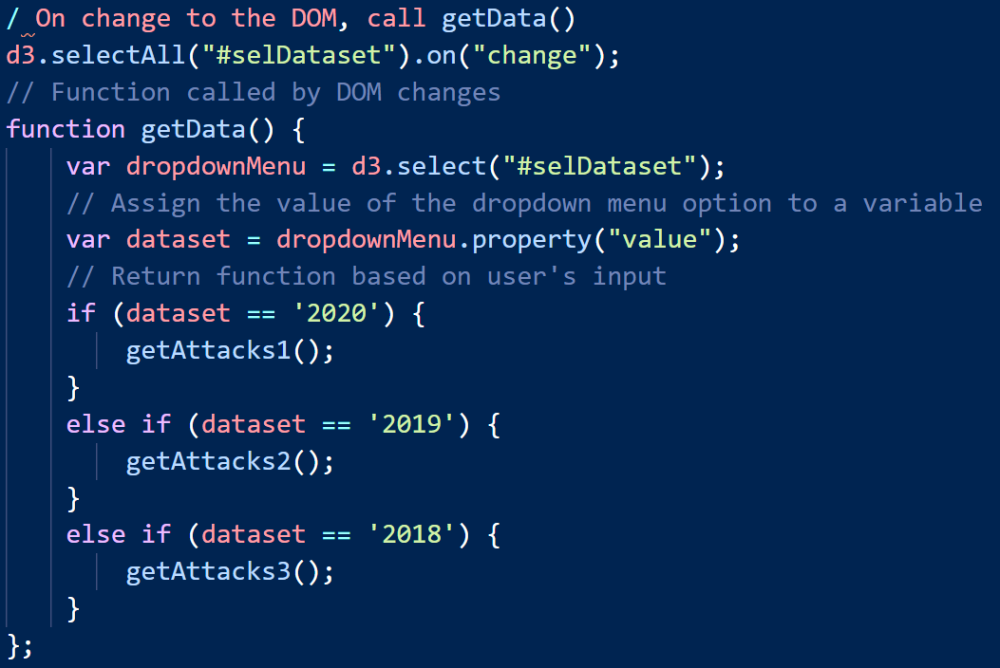 / On change to the DOM, call getData()
d3.selectAll("#selDataset").on("change");
// Function called by DOM changes
function getData() {
    var dropdownMenu = d3.select("#selDataset");
    // Assign the value of the dropdown menu option to a variable
    var dataset = dropdownMenu.property("value");
    // Return function based on user's input
    if (dataset == '2020') {
        getAttacks1();
    }
    else if (dataset == '2019') {
        getAttacks2();
    }
    else if (dataset == '2018') {
        getAttacks3();
    }
};